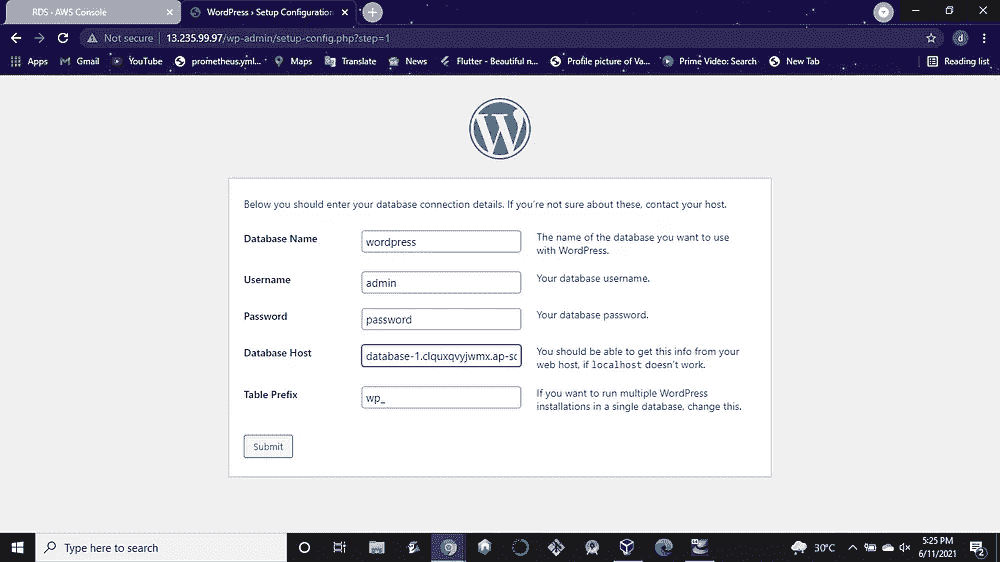 RDS · AWS Console
WordPress › Setup Configuration
Not secure
13.235.99.97/wp-admin/setup-config.php?step=1
d
Apps
Gmail
YouTube
prometheus.yml...
Maps
Translate
News
Flutter - Beautiful n...
Profile picture of Va...
Prime Video: Search
New Tab
Reading list
Below you should enter your database connection details. If you're not sure about these, contact your host.
Database Name
wordpress
The name of the database you want to use
with WordPress.
Username
admin
Your database username.
Password
password
Your database password.
Database Host
database-1.clquxqvyjwmx.ap-sc
You should be able to get this info from your
web host, if localhost doesn't work.
Table Prefix
wp_
If you want to run multiple WordPress
installations in a single database, change this.
Submit
Type here to search
30°C
5:25 PM
6/11/2021
2